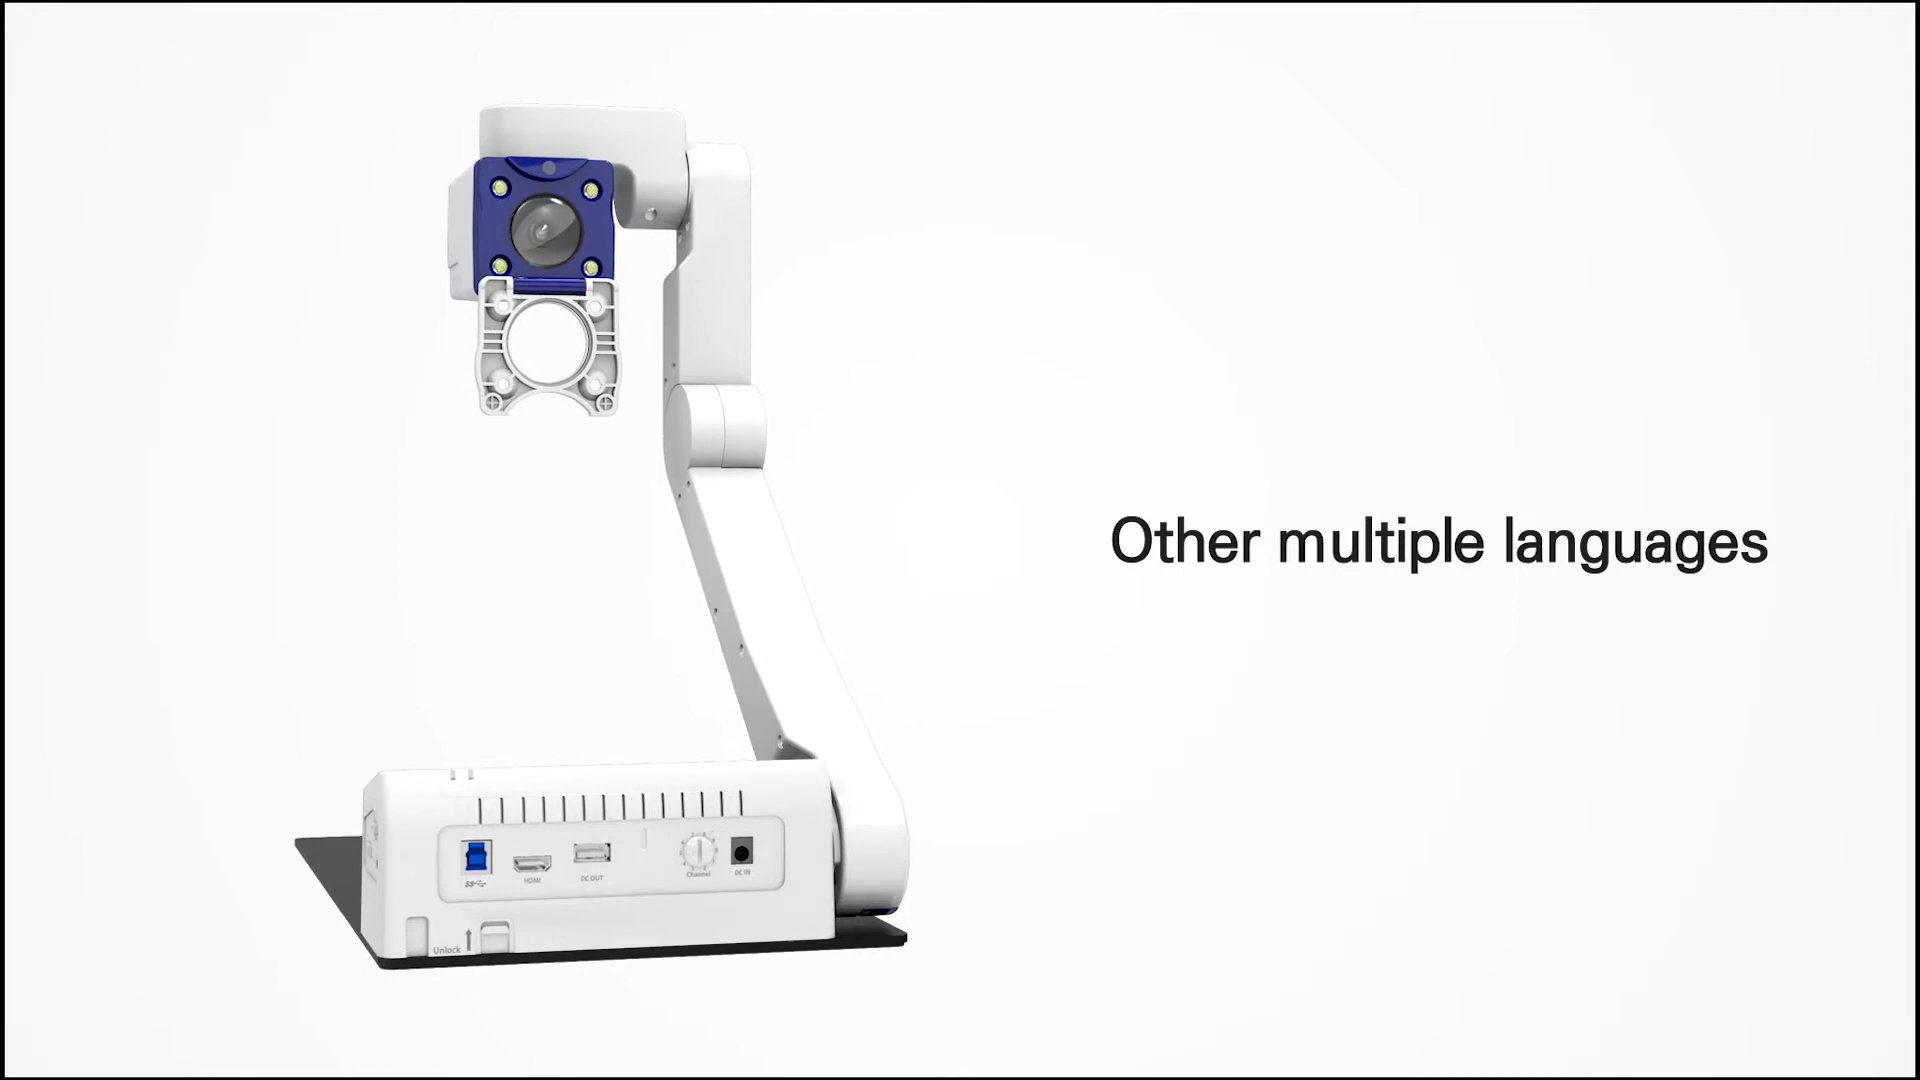 Other multiple languages
HDMI
DC OUT
Channel
DC IN
Unlock